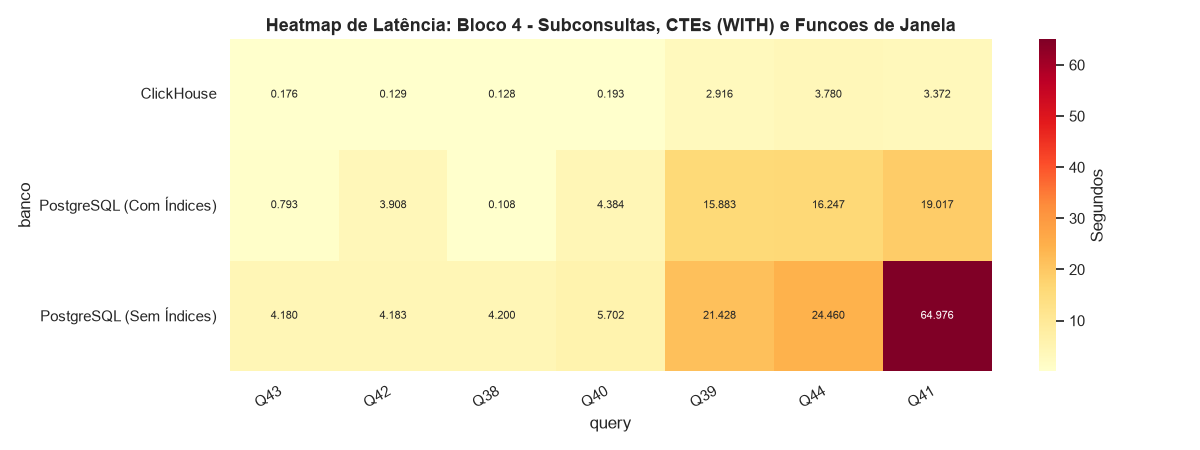 Heatmap de Latência: Bloco 4 - Subconsultas, CTEs (WITH) e Funcoes de Janela
ClickHouse 0.176 0.129 0.128 0.193 2.916 3.780 3.372
PostgreSQL (Com Índices) 0.793 3.908 0.108 4.384 15.883 16.247 19.017
PostgreSQL (Sem Índices) 4.180 4.183 4.200 5.702 21.428 24.460 64.976
banco
Q43 Q42 Q38 Q40 Q39 Q44 Q41
query
60
50
40
30
20
10
Segundos